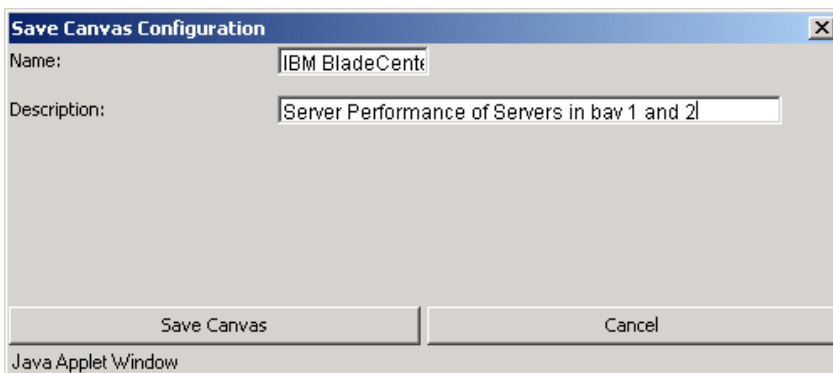 Save Canvas Configuration
Name: IBM BladeCente
Description: Server Performance of Servers in bay 1 and 2
Save Canvas Cancel
Java Applet Window